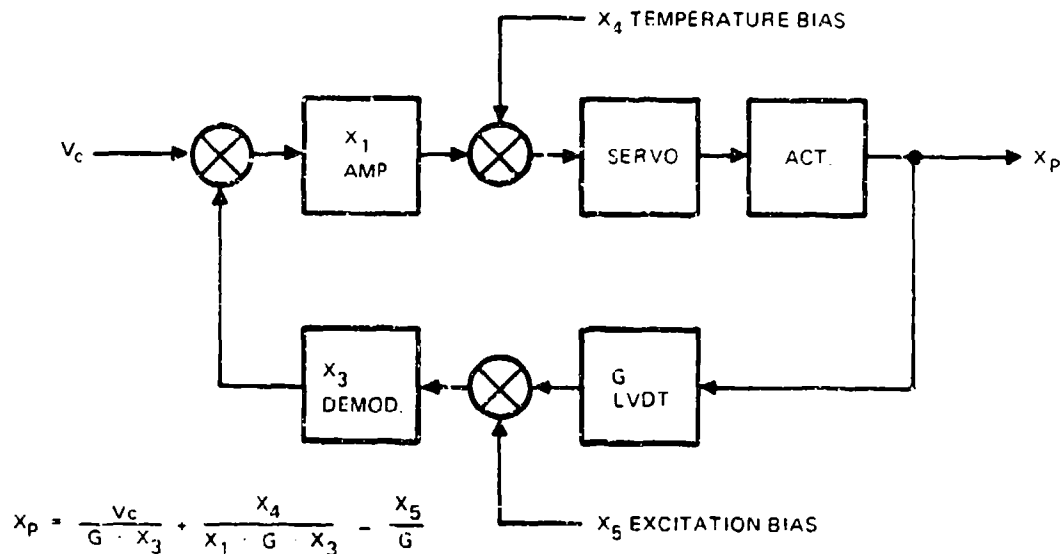 X4 TEMPERATURE BIAS
Vc
X1
AMP
SERVO
ACT.
Xp
X3
DEMOD.
G
LVDT
X5 EXCITATION BIAS
Xp = Vc / G · X3 + X4 / X1 · G · X3 - X5 / G